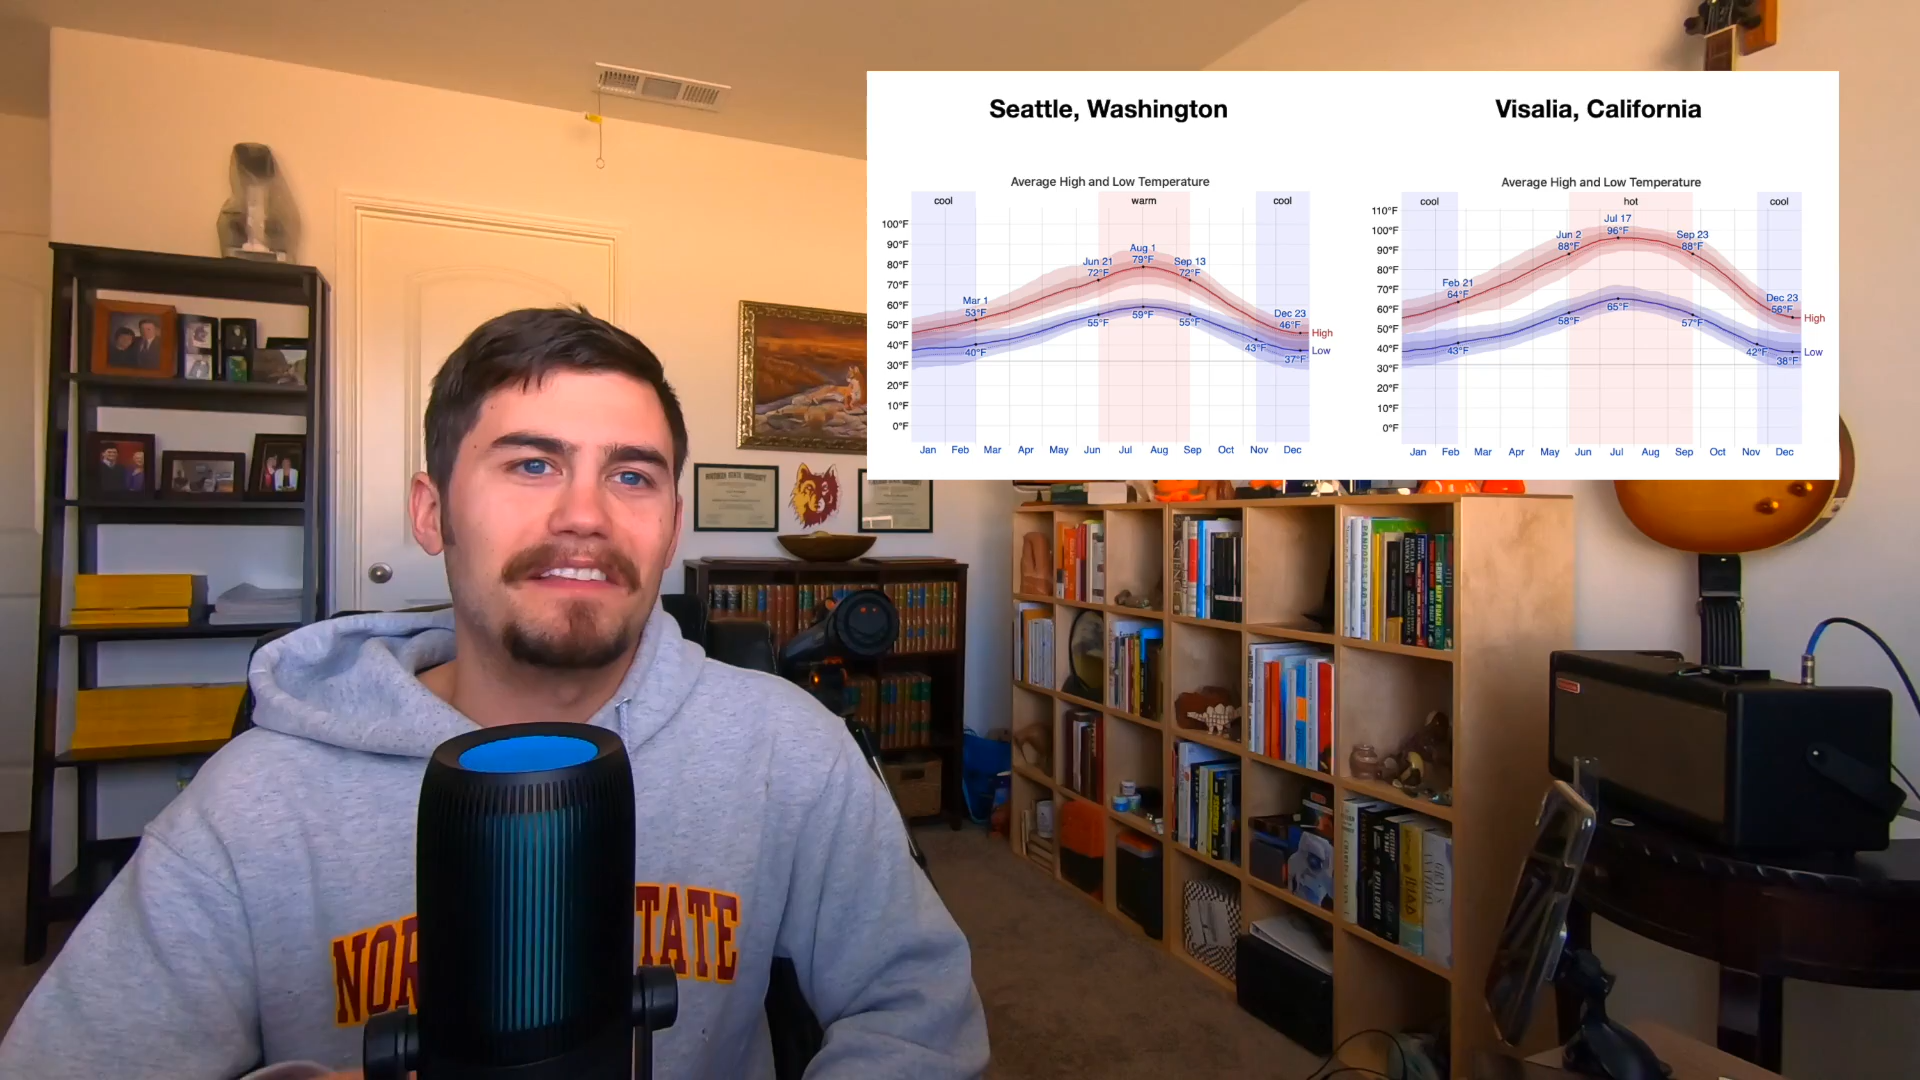 Seattle, Washington
Average High and Low Temperature
cool
warm
cool
100°F
90°F
80°F
70°F
60°F
50°F
40°F
30°F
20°F
10°F
0°F
Mar 1
53°F
40°F
Jun 21
72°F
55°F
Aug 1
79°F
59°F
Sep 13
72°F
55°F
43°F
Dec 23
46°F
37°F
High
Low
Jan Feb Mar Apr May Jun Jul Aug Sep Oct Nov Dec
Visalia, California
Average High and Low Temperature
cool
hot
cool
110°F
100°F
90°F
80°F
70°F
60°F
50°F
40°F
30°F
20°F
10°F
0°F
Feb 21
64°F
43°F
Jun 2
88°F
58°F
Jul 17
96°F
65°F
Sep 23
88°F
57°F
42°F
Dec 23
56°F
38°F
High
Low
Jan Feb Mar Apr May Jun Jul Aug Sep Oct Nov Dec
NOR
TATE
SPILLOVER